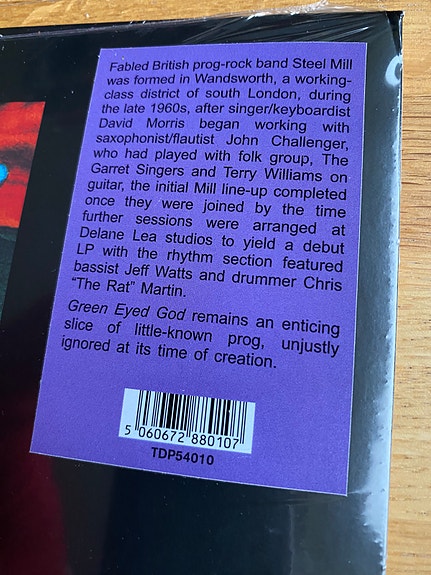 Fabled British prog-rock band Steel Mill
was formed in Wandsworth, a working-
class district of south London, during
the late 1960s, after singer/keyboardist
David Morris began working with
saxophonist/flautist John Challenger,
who had played with folk group, The
Garret Singers and Terry Williams on
guitar, the initial Mill line-up completed
once they were joined by the time
further sessions were arranged at
Delane Lea studios to yield a debut
LP with the rhythm section featured
bassist Jeff Watts and drummer Chris
“The Rat” Martin.
Green Eyed God remains an enticing
slice of little-known prog, unjustly
ignored at its time of creation.
5 060672 880107
TDP54010